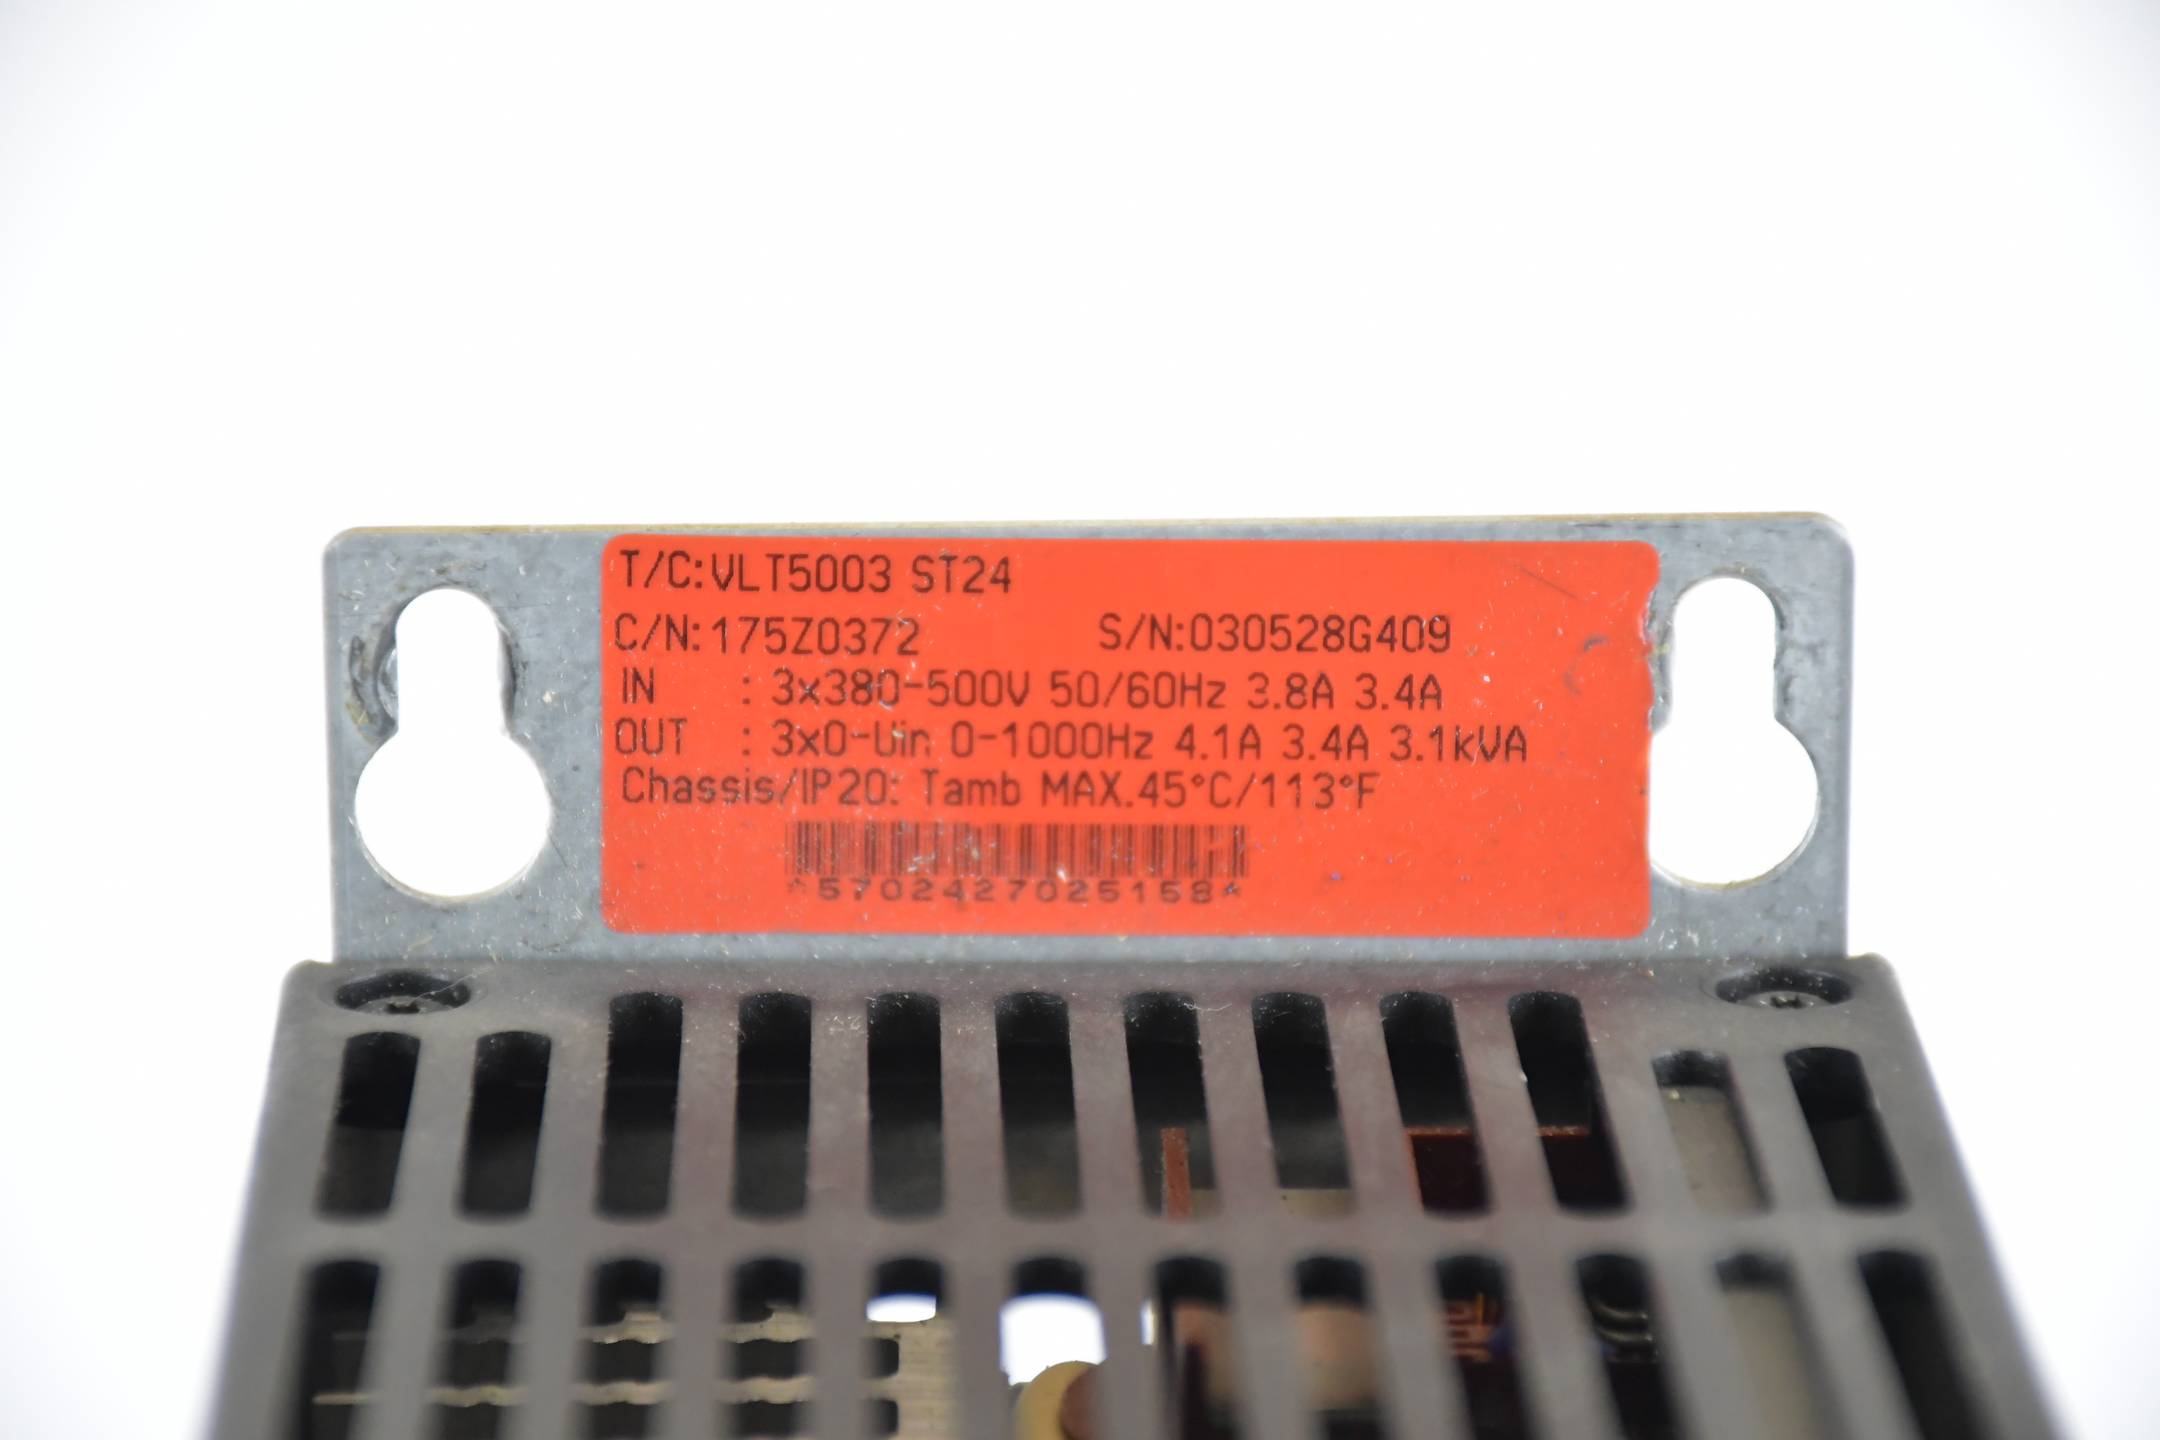 T/C:VLT5003 ST24
C/N:175Z0372 S/N:030528G409
IN : 3x380-500V 50/60Hz 3.8A 3.4A
OUT : 3x0-Uin 0-1000Hz 4.1A 3.4A 3.1kVA
Chassis/IP20: Tamb MAX.45°C/113°F
*5702427025158*